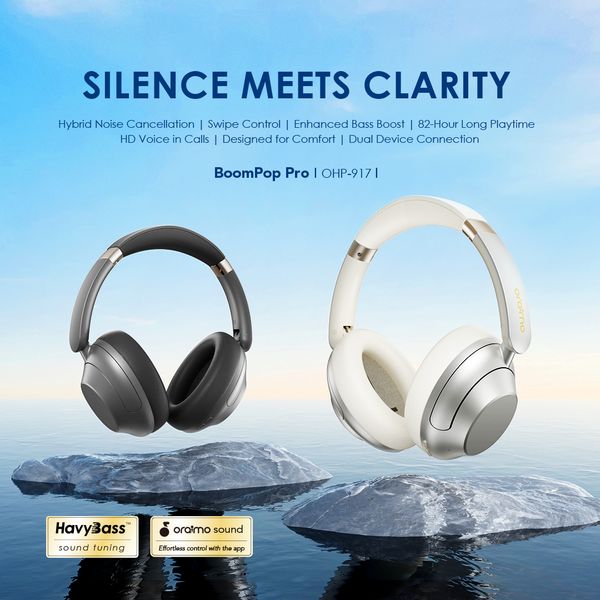 SILENCE MEETS CLARITY
Hybrid Noise Cancellation | Swipe Control | Enhanced Bass Boost | 82-Hour Long Playtime
HD Voice in Calls | Designed for Comfort | Dual Device Connection
BoomPop Pro | OHP-917 |
oraimo
HavyBass™
sound tuning
oraimo sound
Effortless control with the app